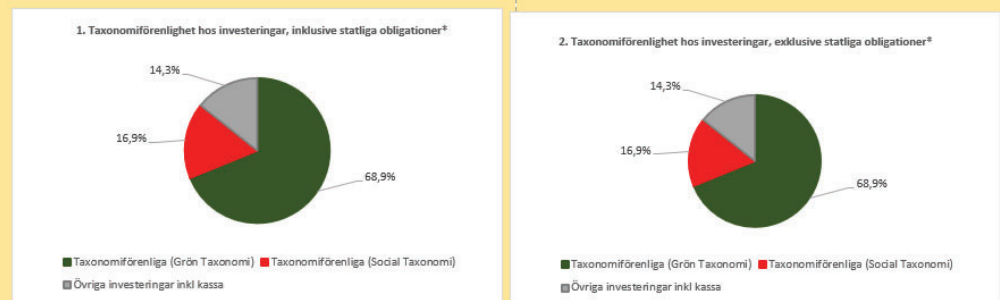 1. Taxonomiförenlighet hos investeringar, inklusive statliga obligationer*
14,3%
16,9%
68,9%
Taxonomiförenliga (Grön Taxonomi) Taxonomiförenliga (Social Taxonomi)
Övriga investeringar inkl kassa
2. Taxonomiförenlighet hos investeringar, exklusive statliga obligationer*
14,3%
16,9%
68,9%
Taxonomiförenliga (Grön Taxonomi) Taxonomiförenliga (Social Taxonomi)
Övriga investeringar inkl kassa